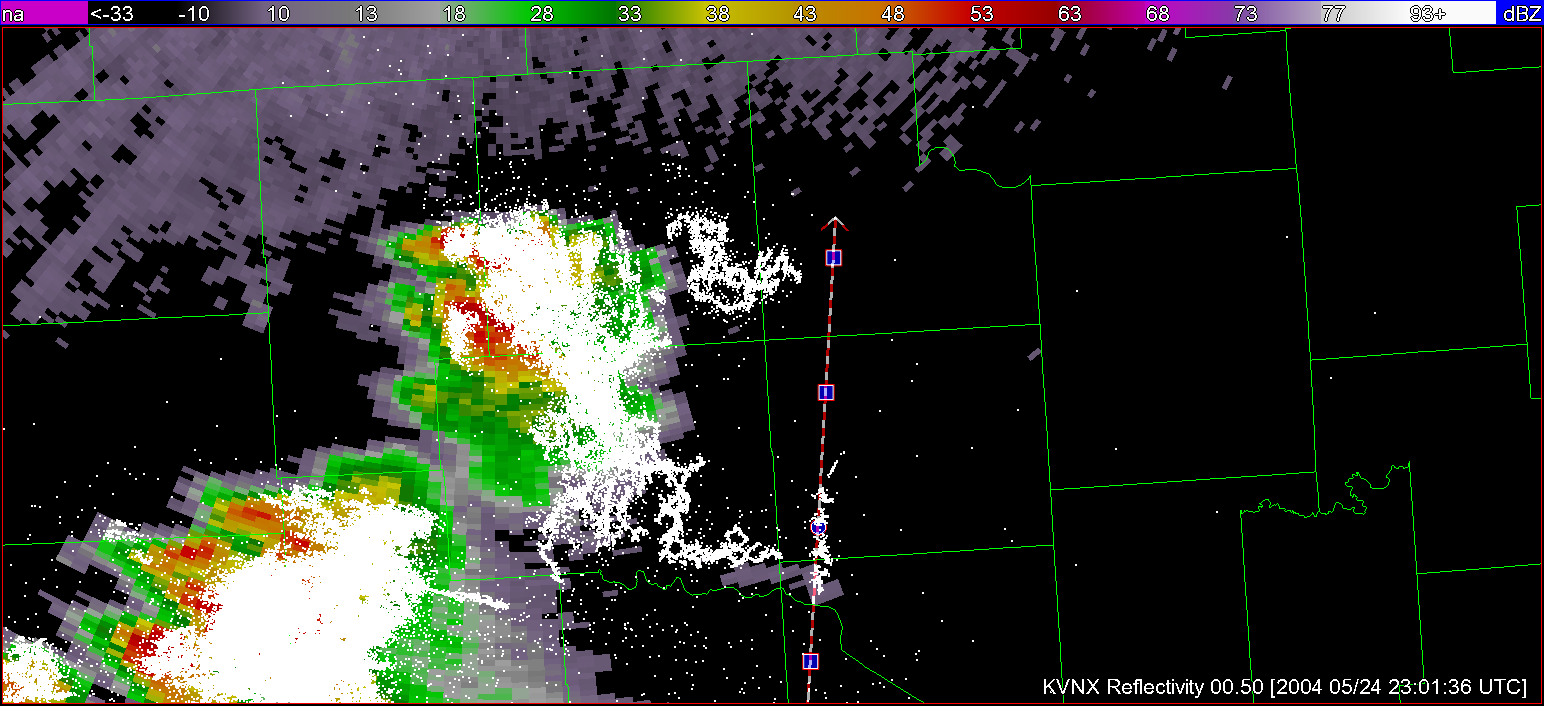 na <-33 -10 10 13 18 28 33 38 43 48 53 63 68 73 77 93+ dBZ
KVNX Reflectivity 00.50 [2004 05/24 23:01:36 UTC]